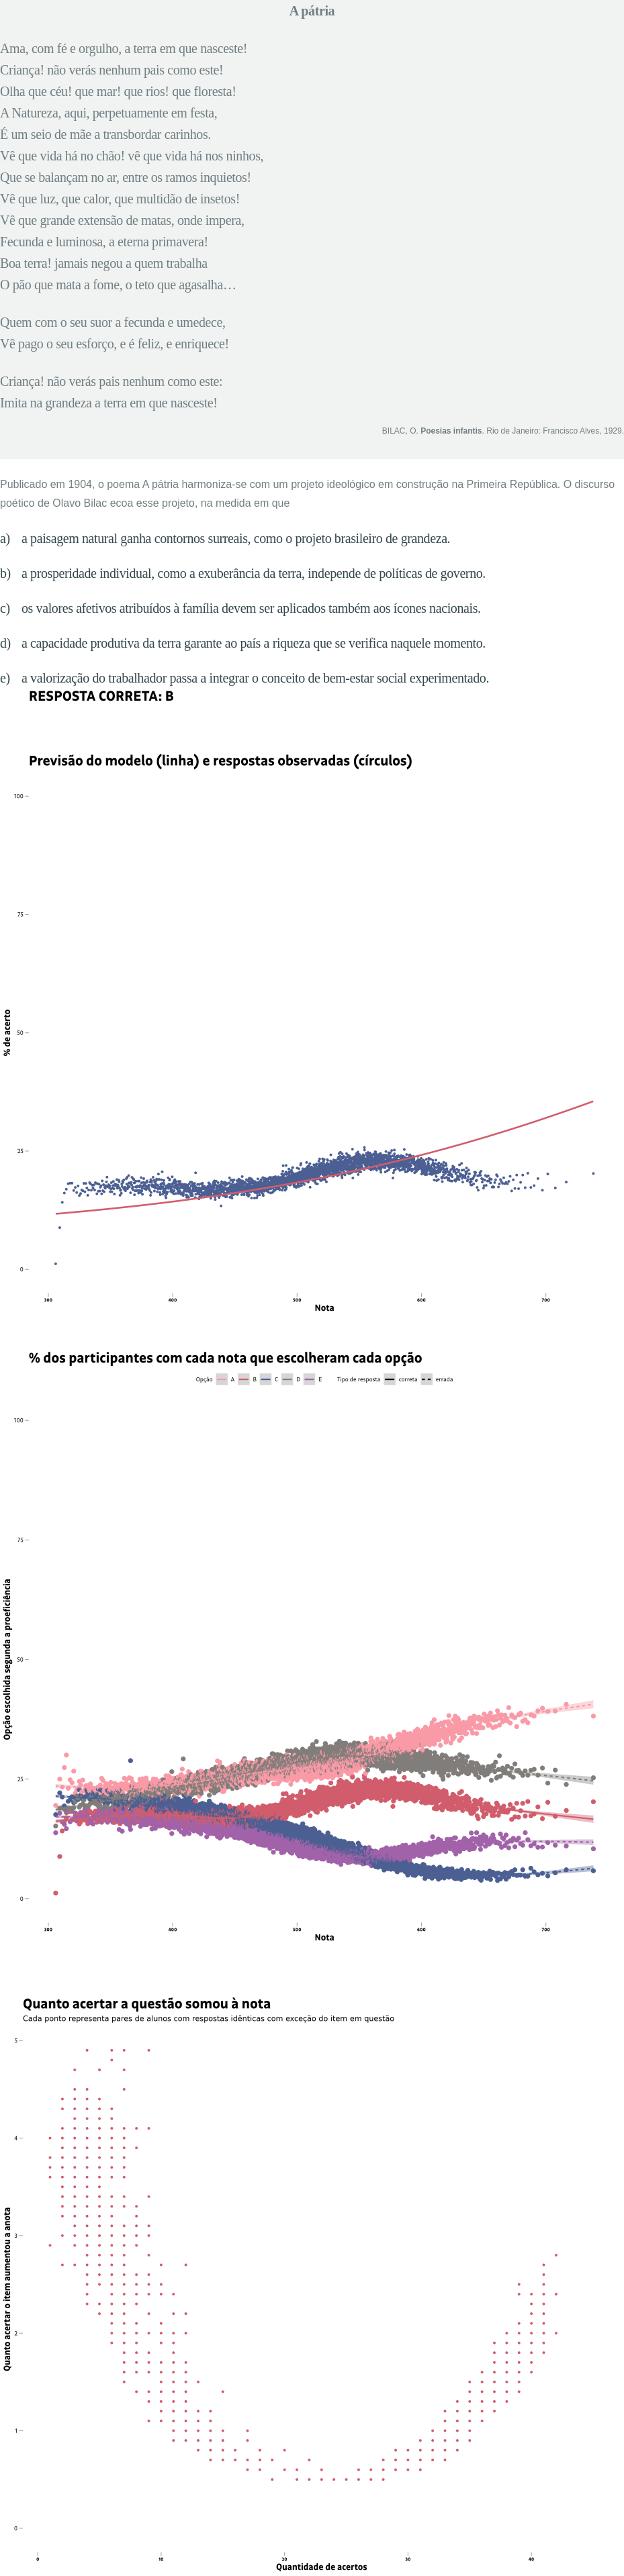 A pátria
Ama, com fé e orgulho, a terra em que nasceste!
Criança! não verás nenhum pais como este!
Olha que céu! que mar! que rios! que floresta!
A Natureza, aqui, perpetuamente em festa,
É um seio de mãe a transbordar carinhos.
Vê que vida há no chão! vê que vida há nos ninhos,
Que se balançam no ar, entre os ramos inquietos!
Vê que luz, que calor, que multidão de insetos!
Vê que grande extensão de matas, onde impera,
Fecunda e luminosa, a eterna primavera!
Boa terra! jamais negou a quem trabalha
O pão que mata a fome, o teto que agasalha…
Quem com o seu suor a fecunda e umedece,
Vê pago o seu esforço, e é feliz, e enriquece!
Criança! não verás pais nenhum como este:
Imita na grandeza a terra em que nasceste!
BILAC, O. Poesias infantis. Rio de Janeiro: Francisco Alves, 1929.
Publicado em 1904, o poema A pátria harmoniza-se com um projeto ideológico em construção na Primeira República. O discurso
poético de Olavo Bilac ecoa esse projeto, na medida em que
a) a paisagem natural ganha contornos surreais, como o projeto brasileiro de grandeza.
b) a prosperidade individual, como a exuberância da terra, independe de políticas de governo.
c) os valores afetivos atribuídos à família devem ser aplicados também aos ícones nacionais.
d) a capacidade produtiva da terra garante ao país a riqueza que se verifica naquele momento.
e) a valorização do trabalhador passa a integrar o conceito de bem-estar social experimentado.
RESPOSTA CORRETA: B
Previsão do modelo (linha) e respostas observadas (círculos)
100
75
50
25
0
% de acerto
300 400 500 600 700
Nota
% dos participantes com cada nota que escolheram cada opção
Opção A B C D E Tipo de resposta correta errada
100
75
50
25
0
Opção escolhida segunda a proeficiência
300 400 500 600 700
Nota
Quanto acertar a questão somou à nota
Cada ponto representa pares de alunos com respostas idênticas com exceção do item em questão
5
4
3
2
1
0
Quanto acertar o item aumentou a anota
0 10 20 30 40
Quantidade de acertos